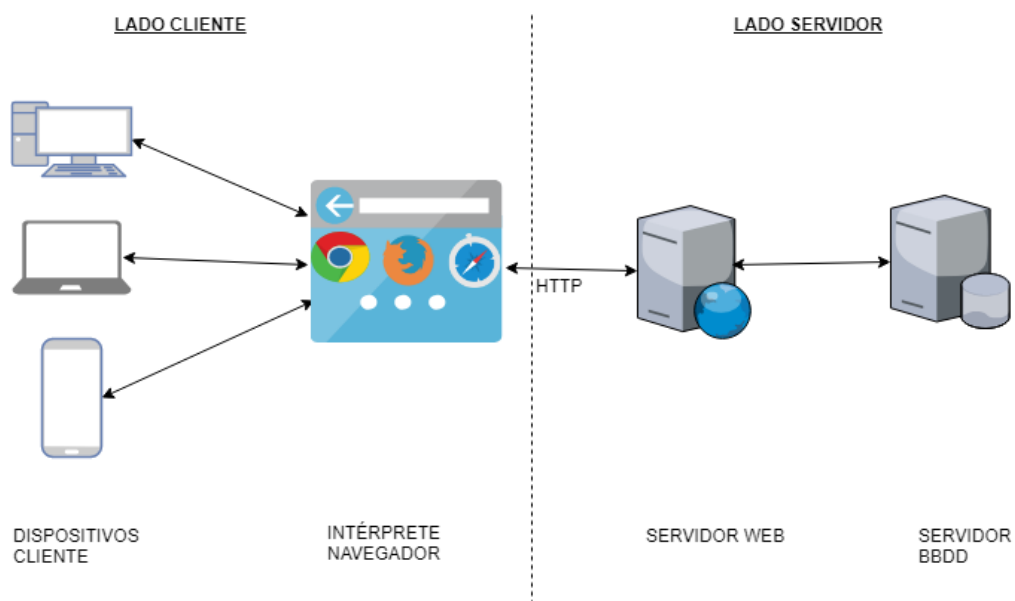 LADO CLIENTE
LADO SERVIDOR
HTTP
DISPOSITIVOS
CLIENTE
INTÉRPRETE
NAVEGADOR
SERVIDOR WEB
SERVIDOR
BBDD